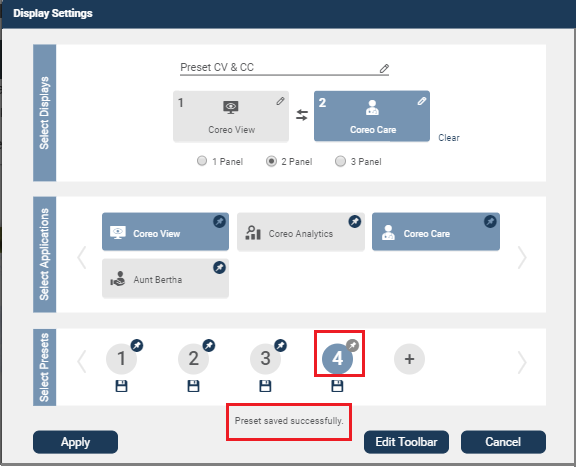 Display Settings
Select Displays
Preset CV & CC
1
Coreo View
2
Coreo Care
Clear
1 Panel
2 Panel
3 Panel
Select Applications
Coreo View
Coreo Analytics
Coreo Care
Aunt Bertha
Select Presets
1
2
3
4
+
Preset saved successfully.
Apply
Edit Toolbar
Cancel